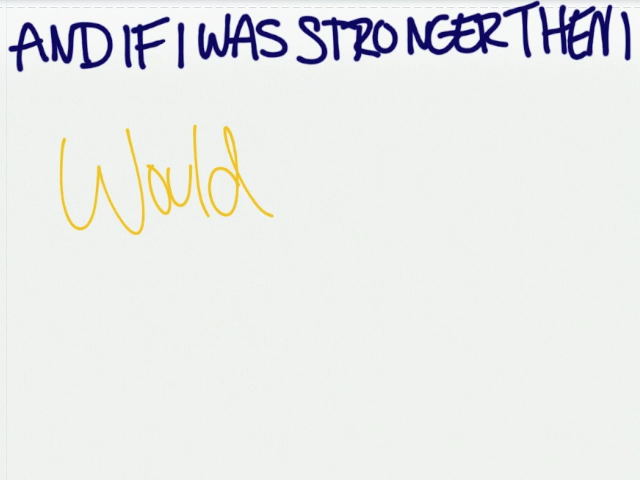 AND IF I WAS STRONGER THEN I
Would